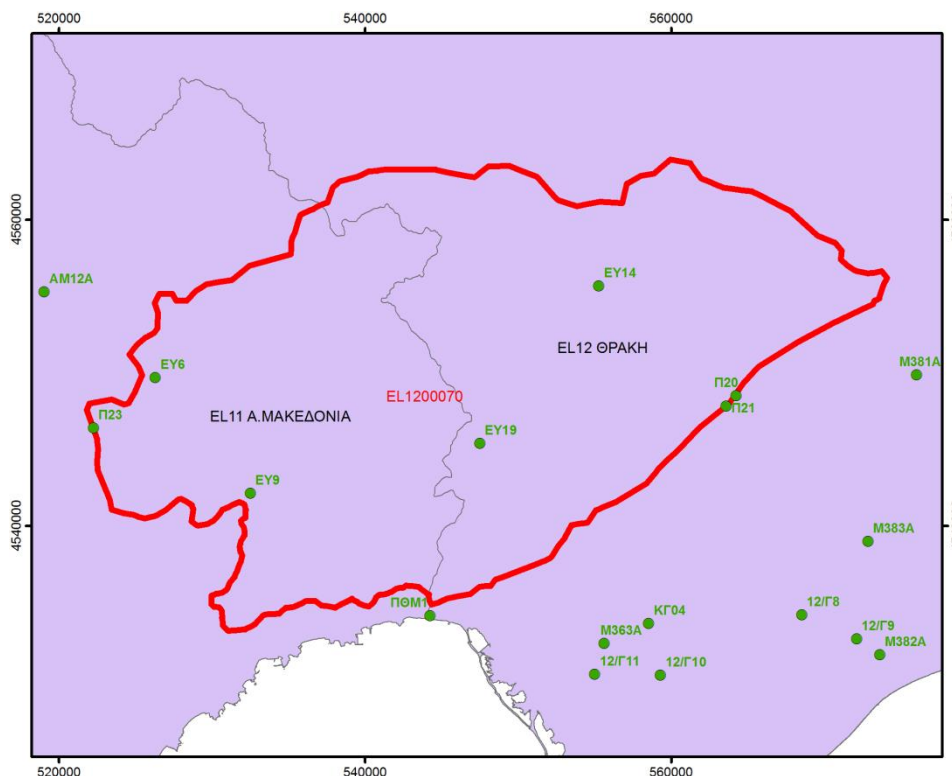 520000 540000 560000
4560000
ΑΜ12Α
ΕΥ14
EL12 ΘΡΑΚΗ
ΕΥ6
Μ381Α
EL1200070
Π20
Π21
Π23
EL11 Α.ΜΑΚΕΔΟΝΙΑ
ΕΥ19
ΕΥ9
4540000
Μ383Α
ΠΘΜ1
ΚΓ04
12/Γ8
Μ363Α
12/Γ9
Μ382Α
12/Γ11
12/Γ10
520000 540000 560000